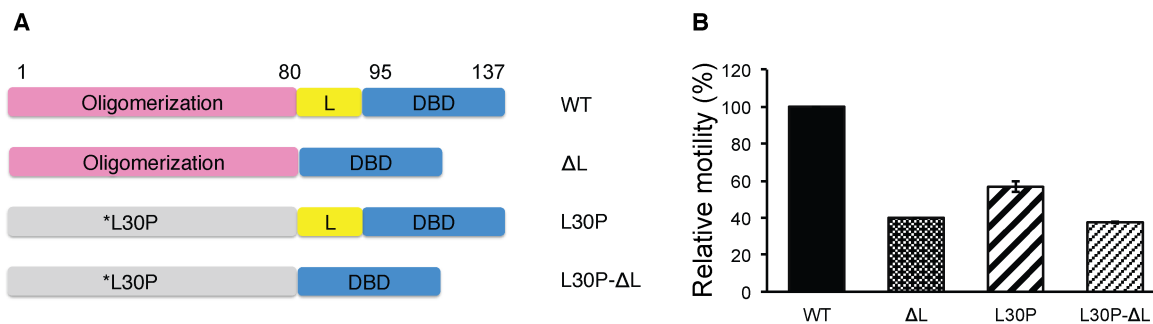 A
1 80 95 137
Oligomerization L DBD WT
Oligomerization DBD ΔL
*L30P L DBD L30P
*L30P DBD L30P-ΔL
B
Relative motility (%)
120
100
80
60
40
20
0
WT ΔL L30P L30P-ΔL